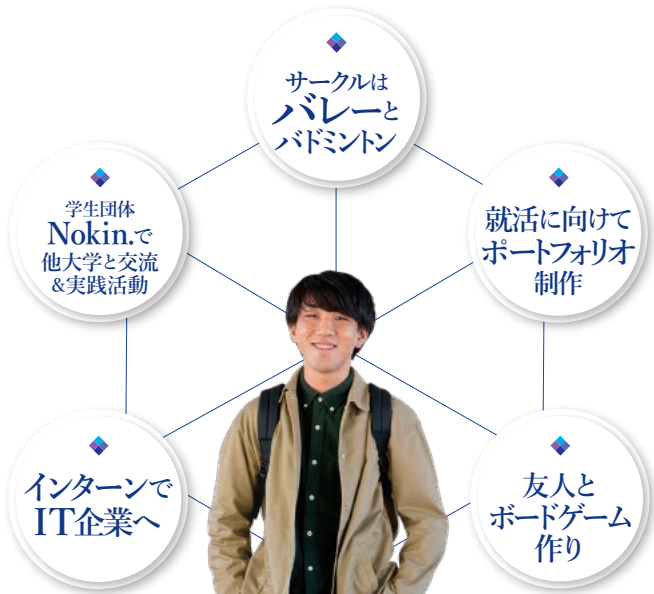 サークルは
バレーと
バドミントン
学生団体
Nokin.で
他大学と交流
&実践活動
就活に向けて
ポートフォリオ
制作
インターンで
IT企業へ
友人と
ボードゲーム
作り